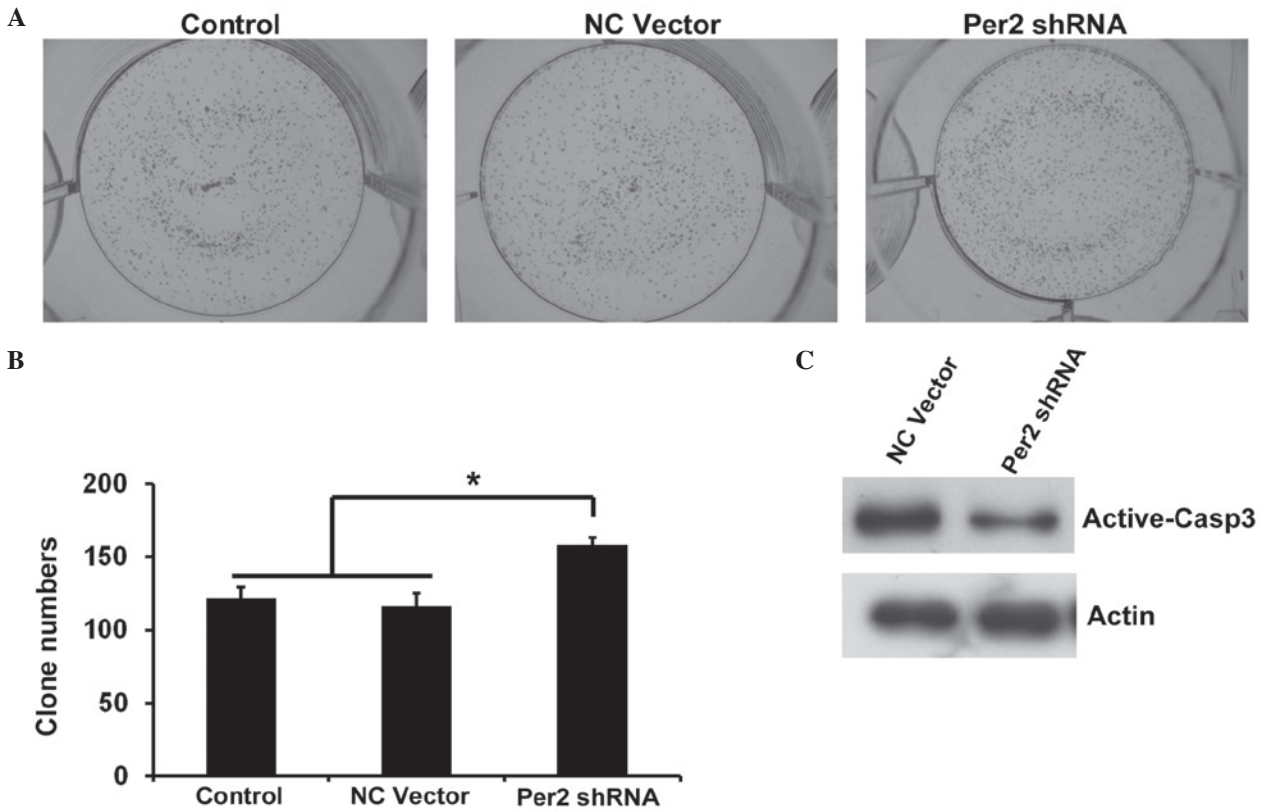 A
Control
NC Vector
Per2 shRNA
B
Clone numbers
200
150
100
50
0
*
Control
NC Vector
Per2 shRNA
C
NC Vector
Per2 shRNA
Active-Casp3
Actin